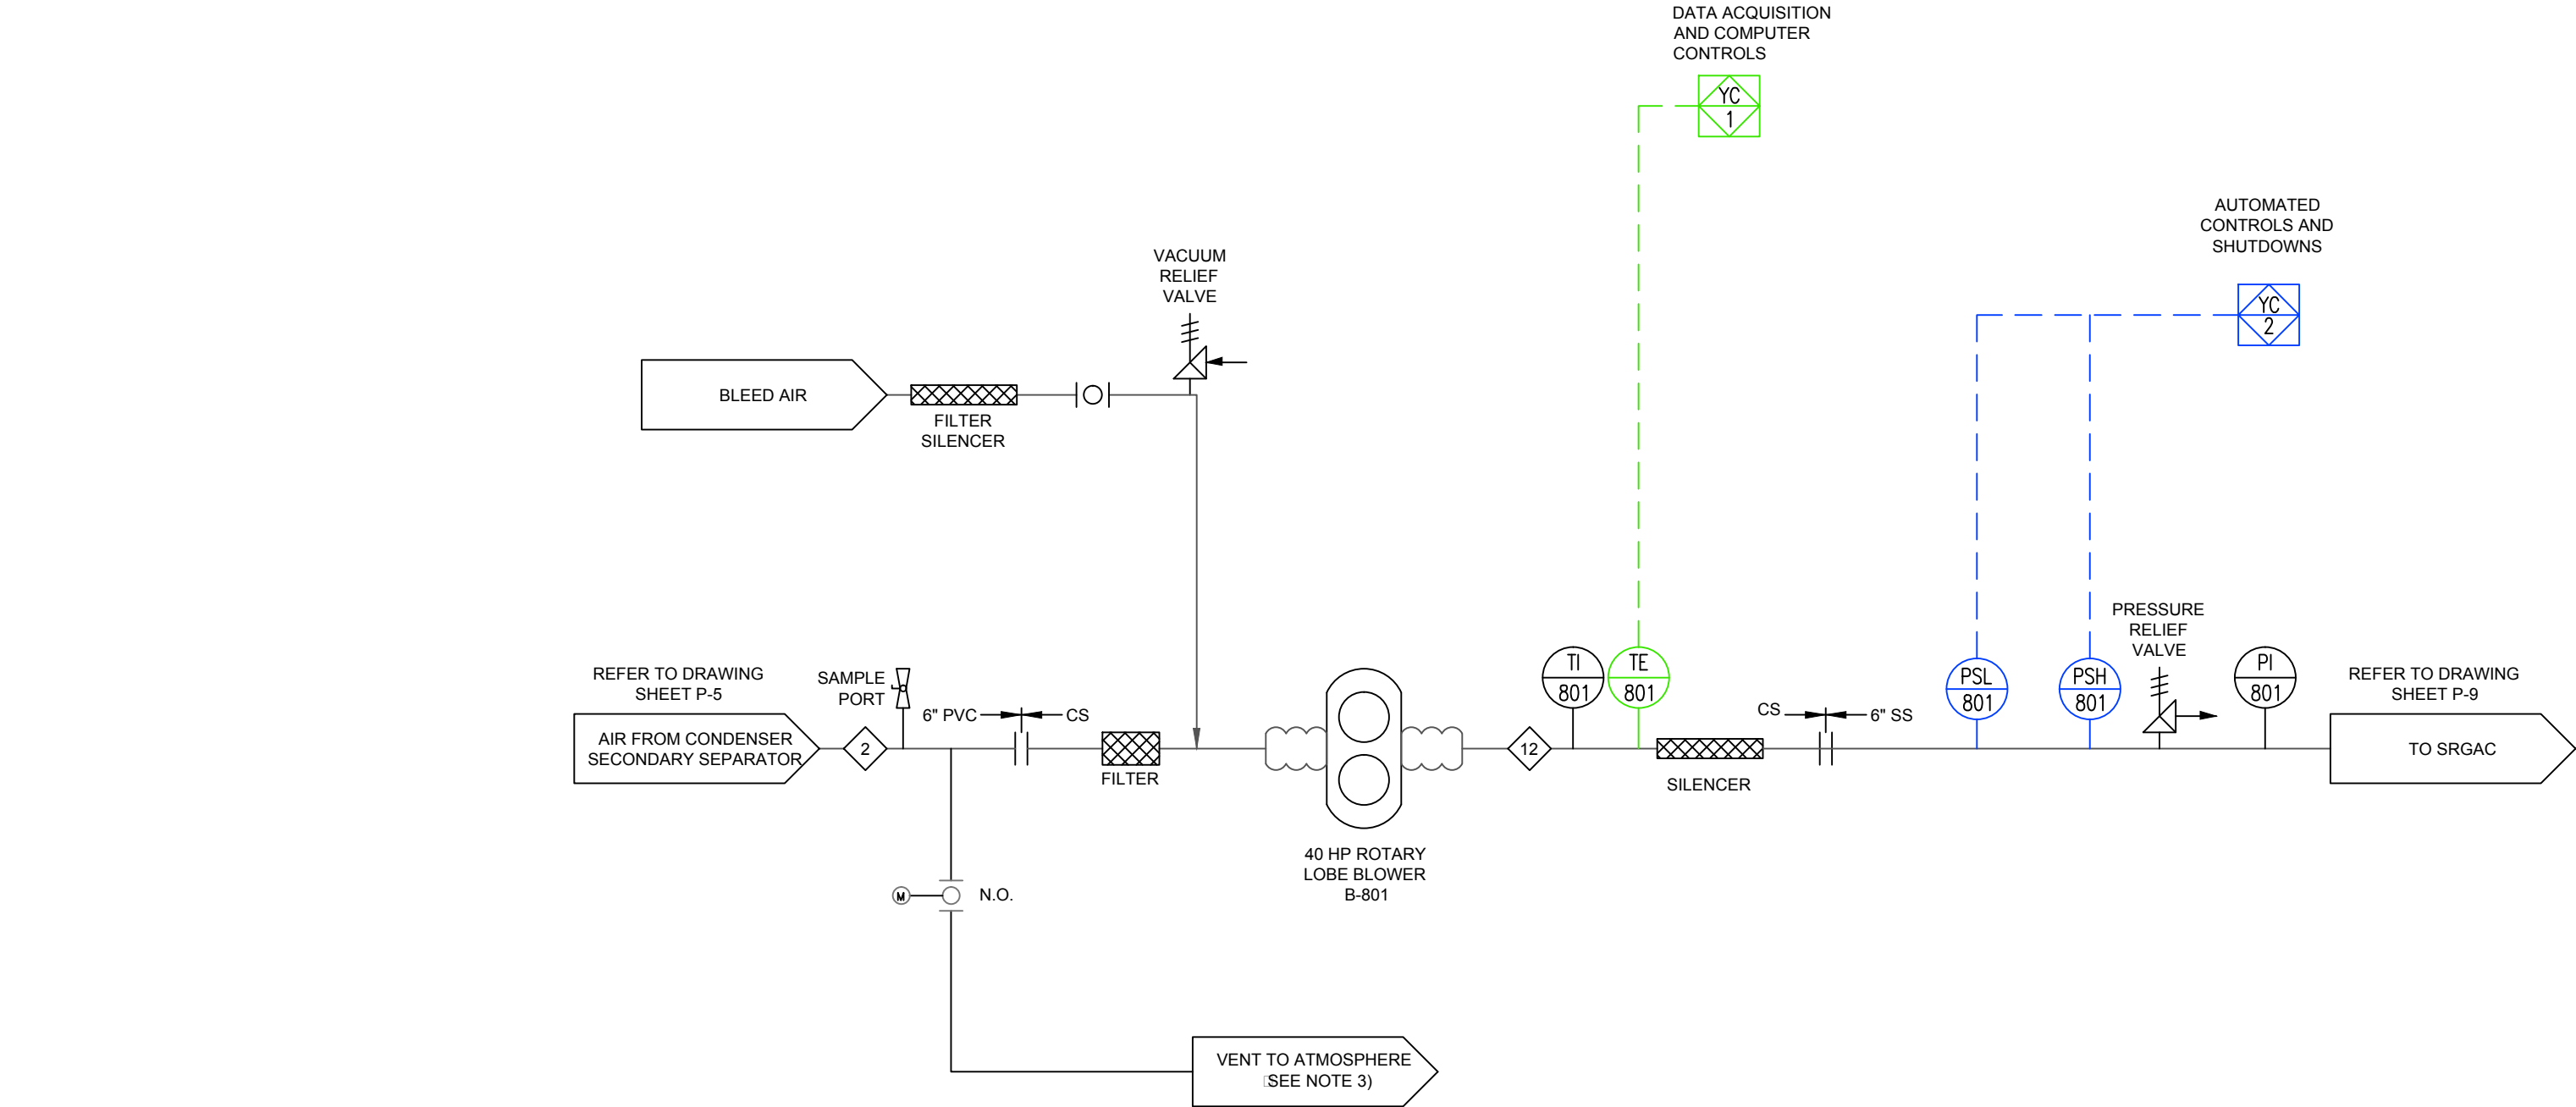 DATA ACQUISITION
AND COMPUTER
CONTROLS
YC
1
AUTOMATED
CONTROLS AND
SHUTDOWNS
YC
2
VACUUM
RELIEF
VALVE
BLEED AIR
FILTER
SILENCER
REFER TO DRAWING
SHEET P-5
AIR FROM CONDENSER
SECONDARY SEPARATOR
2
SAMPLE
PORT
6" PVC
CS
FILTER
40 HP ROTARY
LOBE BLOWER
B-801
12
TI
801
TE
801
SILENCER
CS
6" SS
PSL
801
PSH
801
PRESSURE
RELIEF
VALVE
PI
801
REFER TO DRAWING
SHEET P-9
TO SRGAC
M
N.O.
VENT TO ATMOSPHERE
SEE NOTE 3)